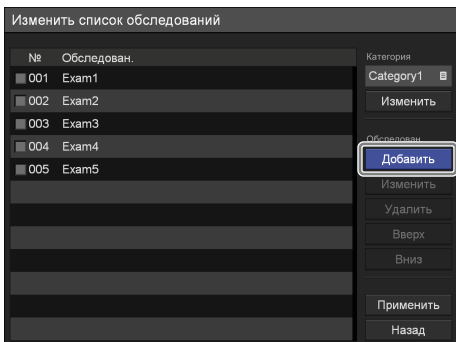 Изменить список обследований
№ Обследован.
001 Exam1
002 Exam2
003 Exam3
004 Exam4
005 Exam5
Категория
Category1
Изменить
Обследован.
Добавить
Изменить
Удалить
Вверх
Вниз
Применить
Назад